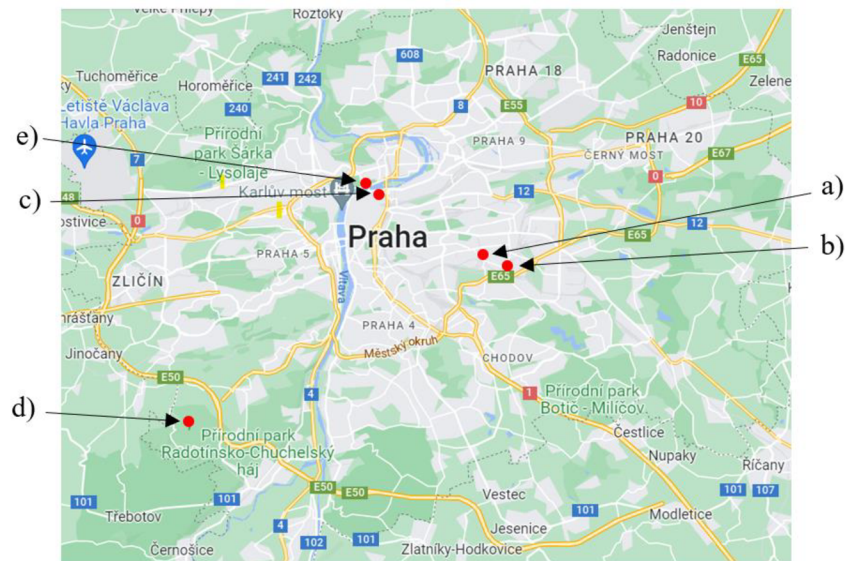 Velké Přílepy
Roztoky
Jenštejn
Radonice
608
E65
Tuchoměřice
241
242
PRAHA 18
Zelene
Horoměřice
240
8
E55
10
Letiště Václava
Havla Praha
e)
Přírodní
park Šárka
- Lysolaje
PRAHA 9
PRAHA 20
7
ČERNÝ MOST
E67
0
c)
Karlův most
12
a)
48
0
ostivice
Praha
E65
12
b)
PRAHA 5
E65
ZLIČÍN
Vltava
hrášťany
PRAHA 4
Městský okruh
Jinočany
CHODOV
E50
4
1
Přírodní park
Botič - Milíčov
d)
Přírodní park
Radotínsko-Chuchelský
háj
Čestlice
Nupaky
Říčany
E50
E50
101
101
Vestec
101
101
107
Třebotov
4
Jesenice
Modletice
102
101
Černošice
Zlatníky-Hodkovice